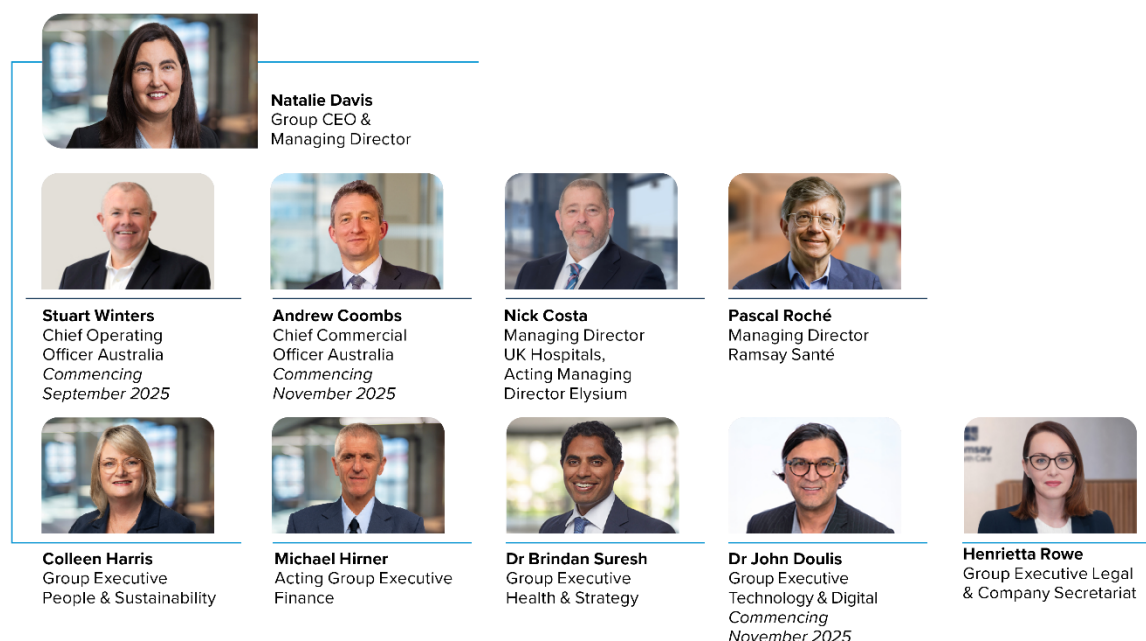 Natalie Davis
Group CEO &
Managing Director
Stuart Winters
Chief Operating
Officer Australia
Commencing
September 2025
Andrew Coombs
Chief Commercial
Officer Australia
Commencing
November 2025
Nick Costa
Managing Director
UK Hospitals,
Acting Managing
Director Elysium
Pascal Roché
Managing Director
Ramsay Santé
Colleen Harris
Group Executive
People & Sustainability
Michael Hirner
Acting Group Executive
Finance
Dr Brindan Suresh
Group Executive
Health & Strategy
Dr John Doulis
Group Executive
Technology & Digital
Commencing
November 2025
msay
th Care
Henrietta Rowe
Group Executive Legal
& Company Secretariat